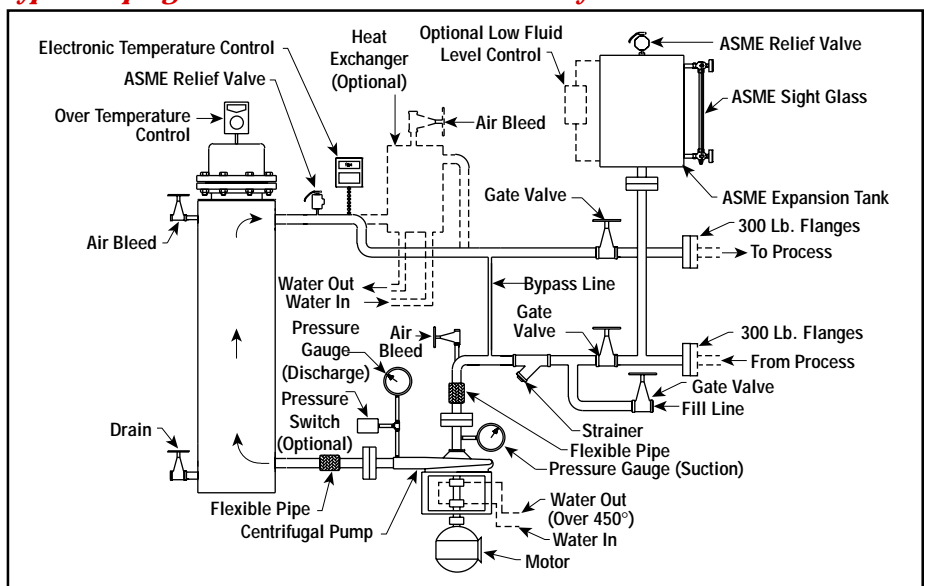 Electronic Temperature Control
ASME Relief Valve
Over Temperature
Control
Heat
Exchanger
(Optional)
Optional Low Fluid
Level Control
ASME Relief Valve
ASME Sight Glass
Air Bleed
ASME Expansion Tank
Gate Valve
300 Lb. Flanges
To Process
Air Bleed
Water Out
Water In
Bypass Line
Pressure
Gauge
(Discharge)
Air
Bleed
Gate
Valve
300 Lb. Flanges
From Process
Gate Valve
Fill Line
Pressure
Switch
(Optional)
Drain
Strainer
Flexible Pipe
Pressure Gauge (Suction)
Flexible Pipe
Centrifugal Pump
Water Out
(Over 450°)
Water In
Motor